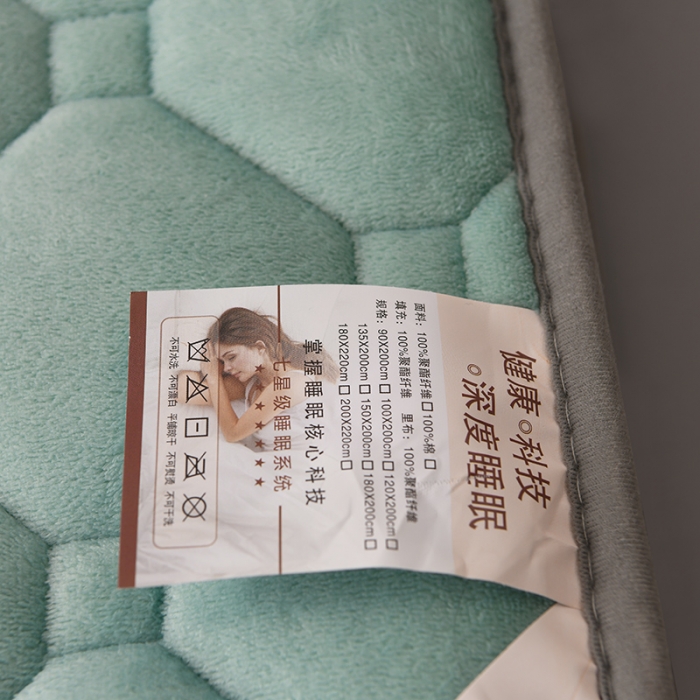 健康○科技
○深度睡眠
面料：100%聚酯纤维□100%棉□
填充：100%聚酯纤维 里布：100%聚酯纤维
规格：90X200cm□100X200cm□120X200cm□
135X200cm□150X200cm□180X200cm□
180X220cm□200X220cm□
掌握睡眠核心科技
七星级睡眠系统
★★★★★★★
不可水洗 不可漂白 平铺晾干 不可熨烫 不可干洗